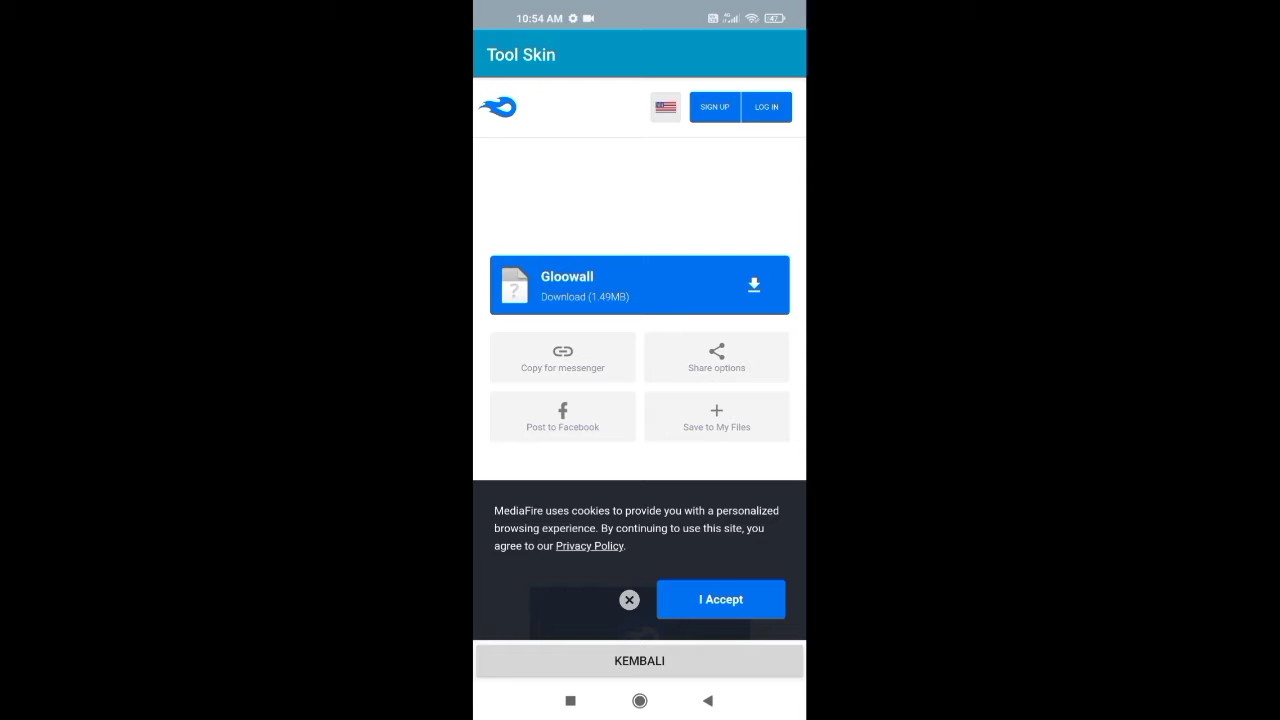 10:54 AM
47
Tool Skin
SIGN UP
LOG IN
Gloowall
Download (1.49MB)
Copy for messenger
Share options
Post to Facebook
Save to My Files
MediaFire uses cookies to provide you with a personalized
browsing experience. By continuing to use this site, you
agree to our Privacy Policy.
I Accept
KEMBALI